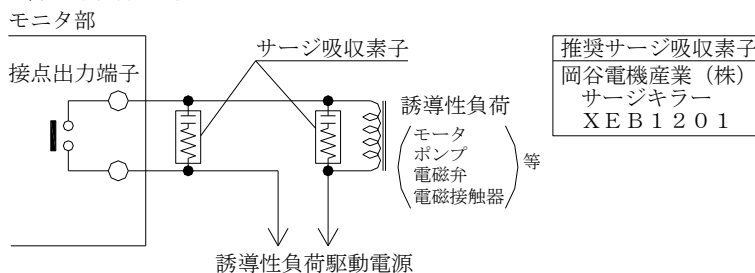 モニタ部
接点出力端子
サージ吸収素子
誘導性負荷
モータ
ポンプ
電磁弁
電磁接触器
等
誘導性負荷駆動電源
推奨サージ吸収素子
岡谷電機産業（株）
サージキラー
ＸＥＢ１２０１